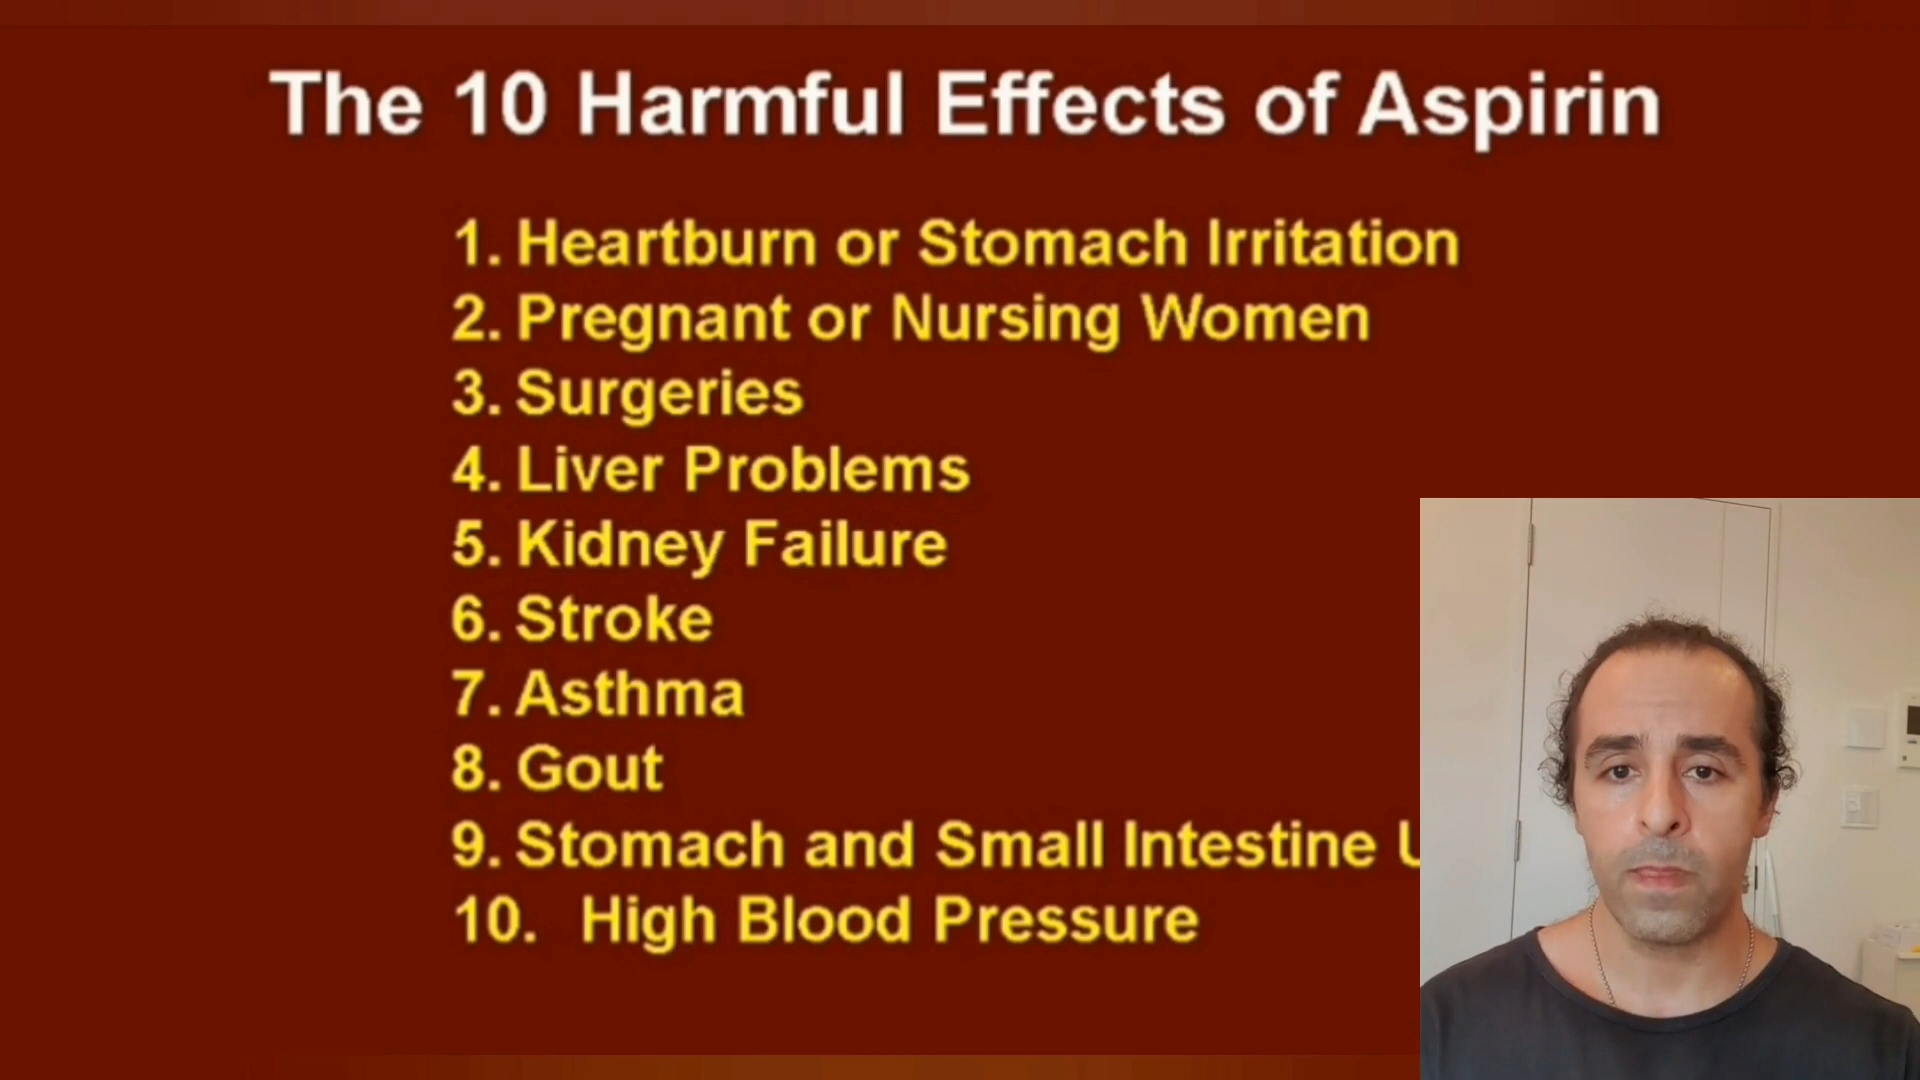 The 10 Harmful Effects of Aspirin
1. Heartburn or Stomach Irritation
2. Pregnant or Nursing Women
3. Surgeries
4. Liver Problems
5. Kidney Failure
6. Stroke
7. Asthma
8. Gout
9. Stomach and Small Intestine
10. High Blood Pressure